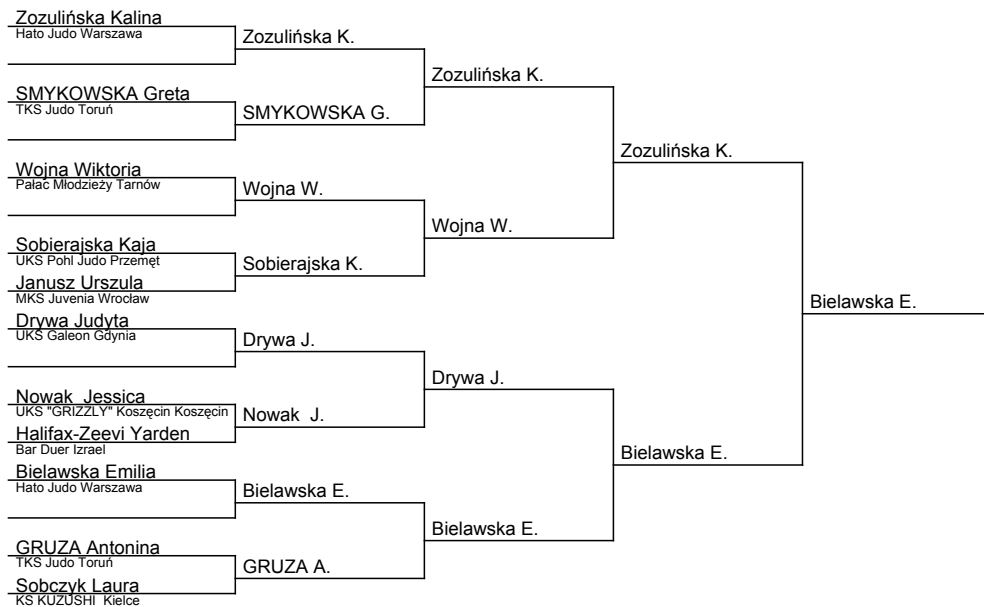 Zozulińska Kalina
Hato Judo Warszawa
SMYKOWSKA Greta
TKS Judo Toruń
Wojna Wiktoria
Pałac Młodzieży Tarnów
Sobierajska Kaja
UKS Pohl Judo Przemęt
Janusz Urszula
MKS Juvenia Wrocław
Drywa Judyta
UKS Galeon Gdynia
Nowak  Jessica
UKS "GRIZZLY" Koszęcin Koszęcin
Halifax-Zeevi Yarden
Bar Duer Izrael
Bielawska Emilia
Hato Judo Warszawa
GRUZA Antonina
TKS Judo Toruń
Sobczyk Laura
KS KUZUSHI  Kielce
Zozulińska K.
SMYKOWSKA G.
Wojna W.
Sobierajska K.
Drywa J.
Nowak  J.
Bielawska E.
GRUZA A.
Zozulińska K.
Wojna W.
Drywa J.
Bielawska E.
Zozulińska K.
Bielawska E.
Bielawska E.